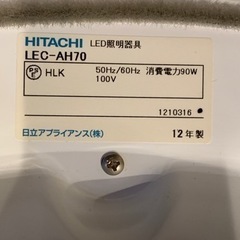 HITACHI LED照明器具
LEC-AH70
PSE HLK 50Hz/60Hz 消費電力90W
100V
1210316
日立アプライアンス(株) 12年製